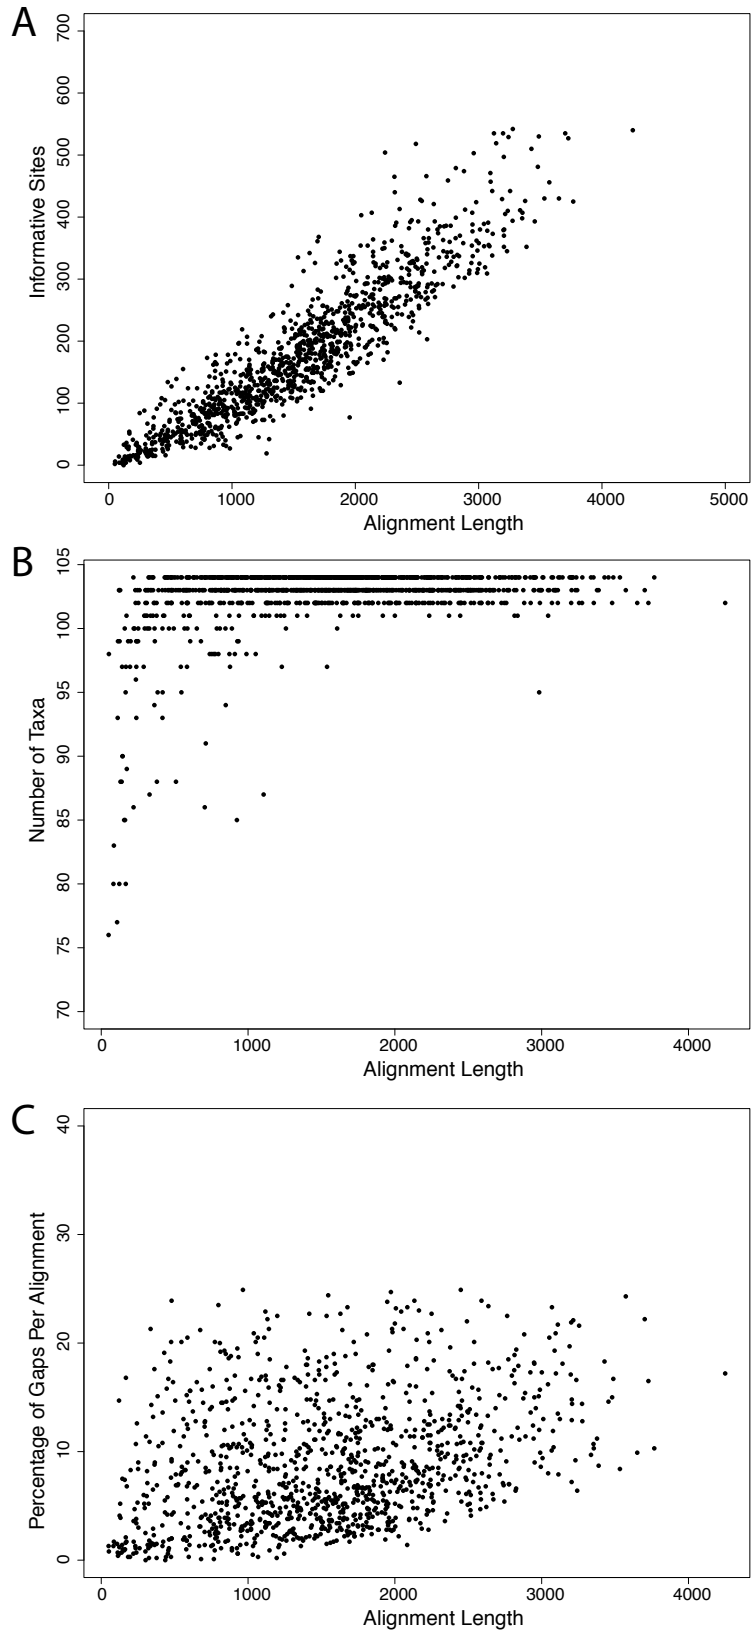 A
700
600
500
400
300
200
100
0
Informative Sites
0 1000 2000 3000 4000 5000
Alignment Length
B
105
100
95
90
85
80
75
70
Number of Taxa
0 1000 2000 3000 4000
Alignment Length
C
40
30
20
10
0
Percentage of Gaps Per Alignment
0 1000 2000 3000 4000
Alignment Length